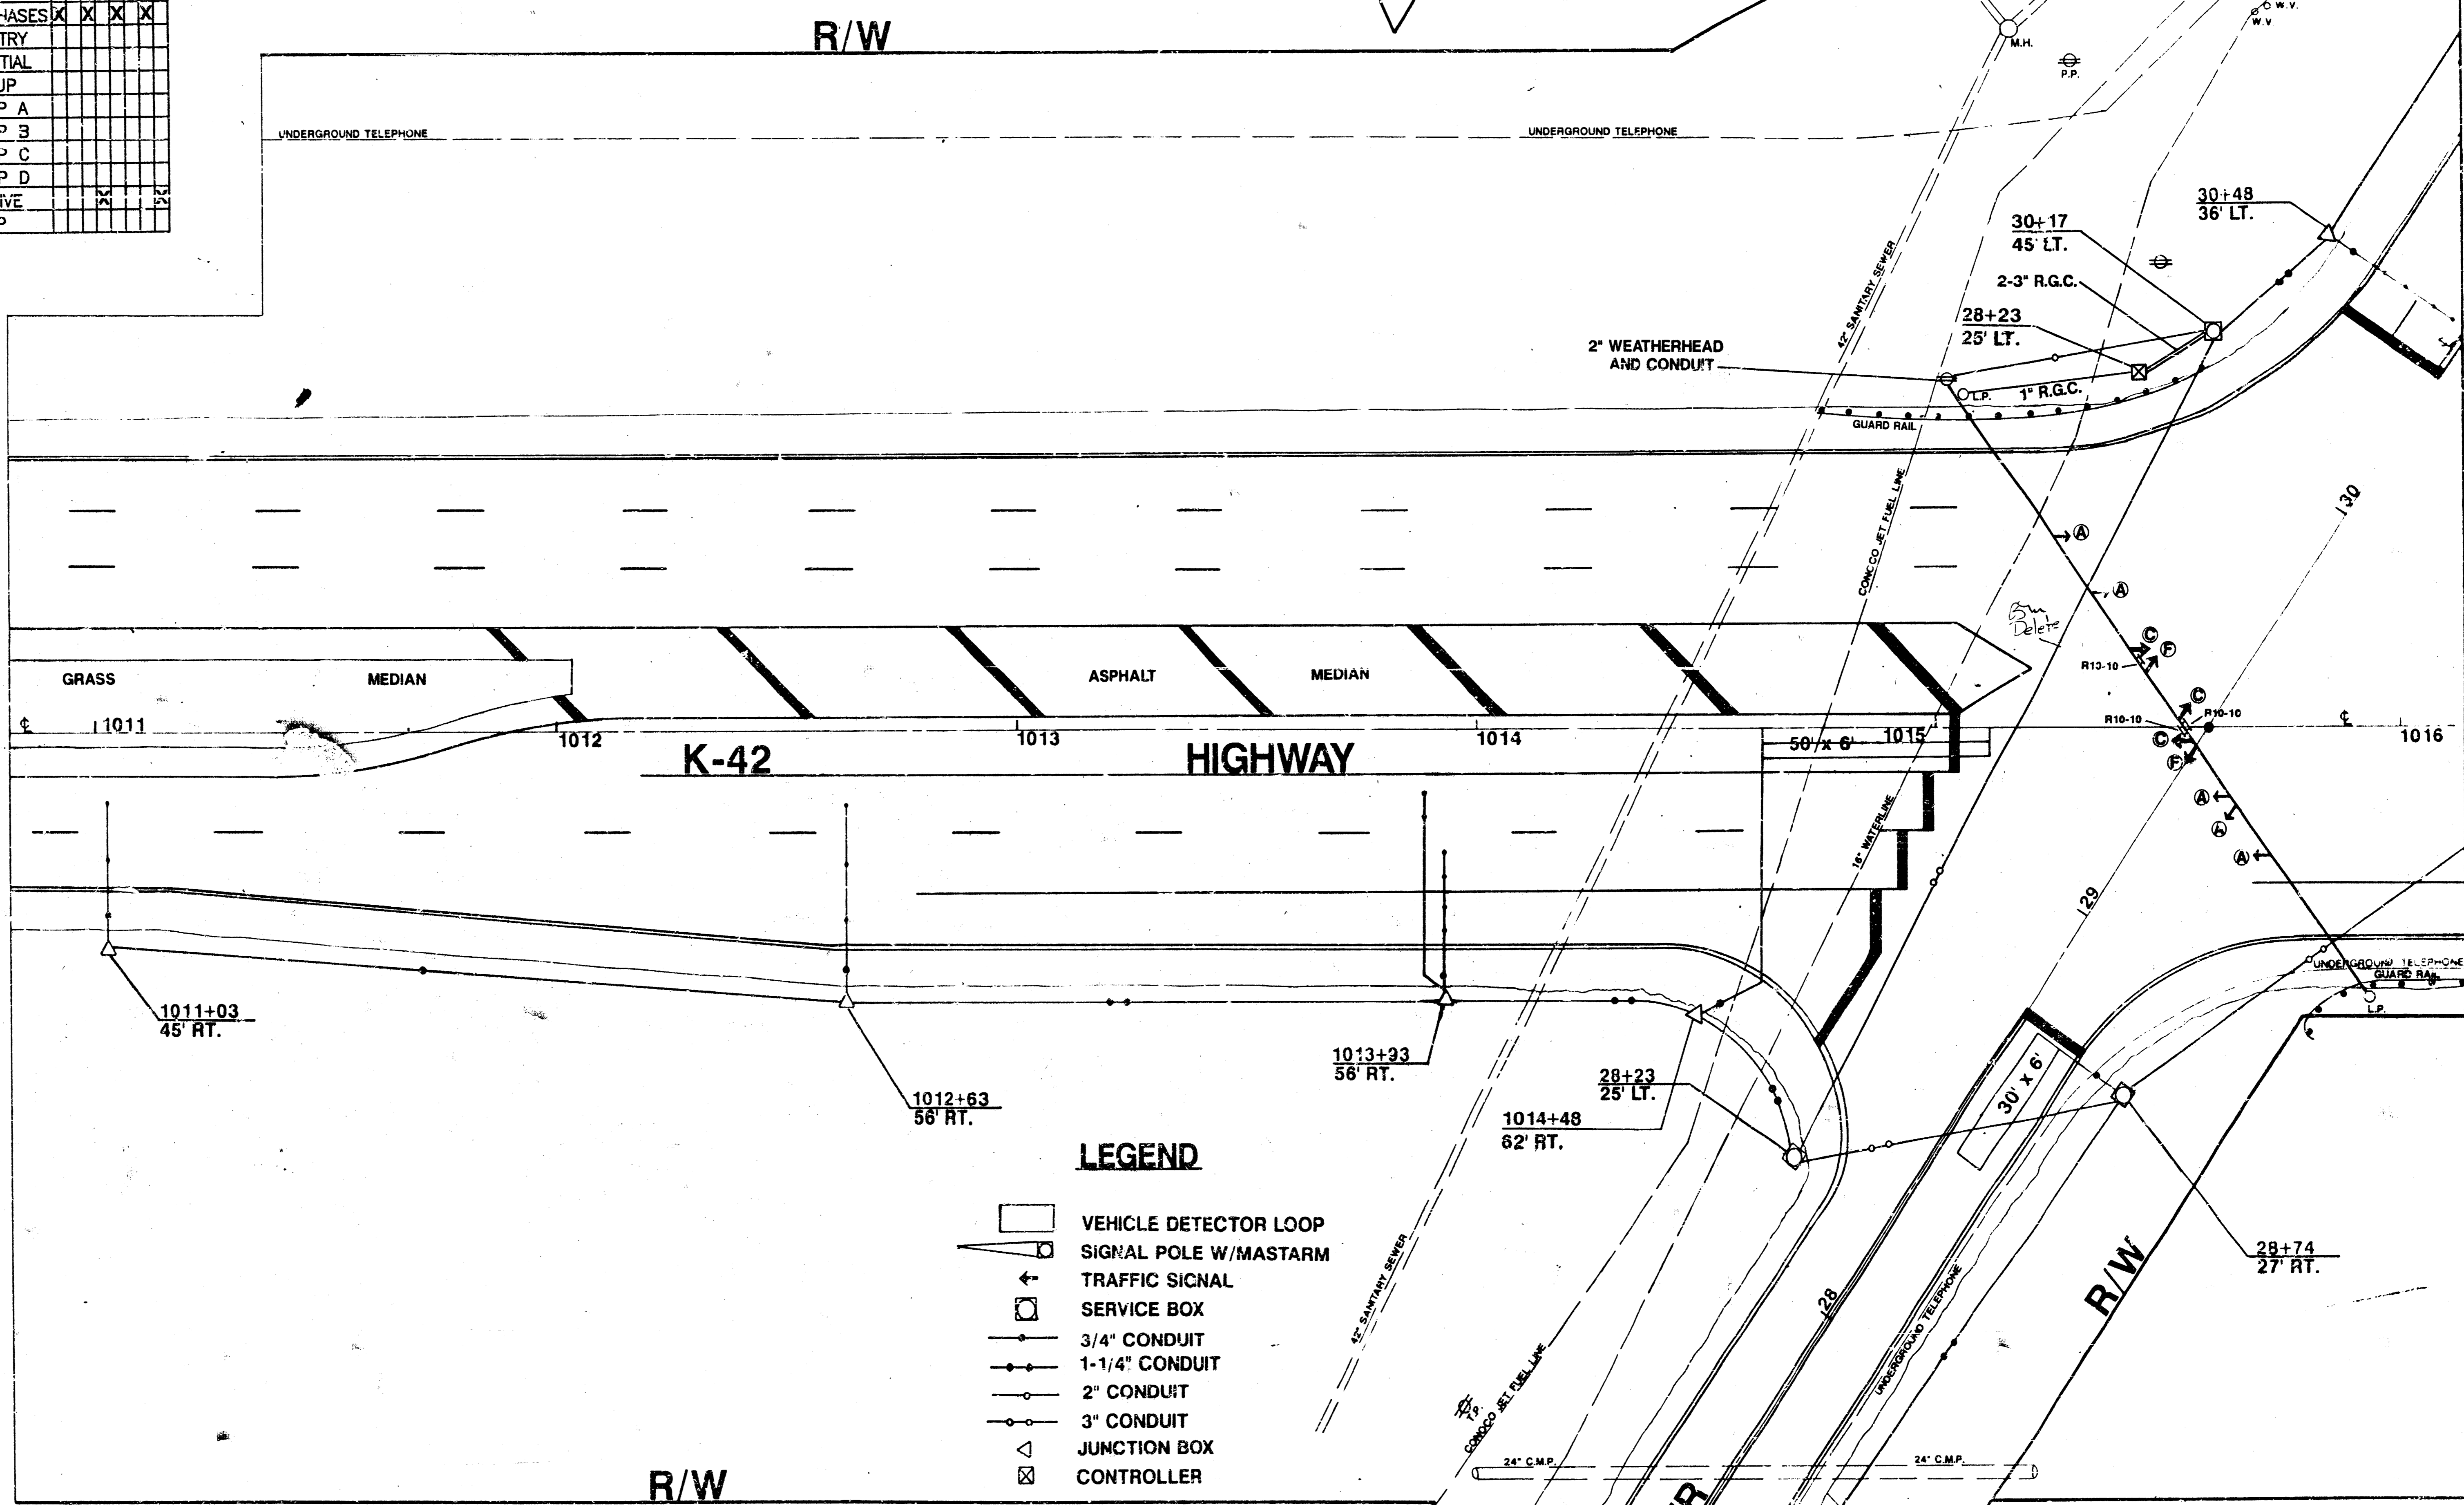 R/W
W.V.
W.V
M.H.
P.P.
UNDERGROUND TELEPHONE
UNDERGROUND TELEPHONE
42" SANITARY SEWER
30+48
36' LT.
30+17
45' LT.
2-3" R.G.C.
28+23
25' LT.
2" WEATHERHEAD
AND CONDUIT
L.P.
1" R.G.C.
GUARD RAIL
CONOCO JET FUEL LINE
130
A
A
Delete
C
F
R13-10
C
R10-10
R10-10
C
F
A
A
A
GRASS
MEDIAN
ASPHALT
MEDIAN
1011
1012
1013
1014
1015
1016
50' x 6'
K-42
HIGHWAY
16" WATERLINE
129
UNDERGROUND TELEPHONE
GUARD RAIL
L.P.
1011+03
45' RT.
1012+63
56' RT.
1013+93
56' RT.
28+23
25' LT.
1014+48
62' RT.
30' x 6'
28+74
27' RT.
R/W
128
UNDERGROUND TELEPHONE
42" SANITARY SEWER
CONOCO JET FUEL LINE
T.P.
24" C.M.P.
24" C.M.P.
LEGEND
VEHICLE DETECTOR LOOP
SIGNAL POLE W/MASTARM
TRAFFIC SIGNAL
SERVICE BOX
3/4" CONDUIT
1-1/4" CONDUIT
2" CONDUIT
3" CONDUIT
JUNCTION BOX
CONTROLLER
R/W